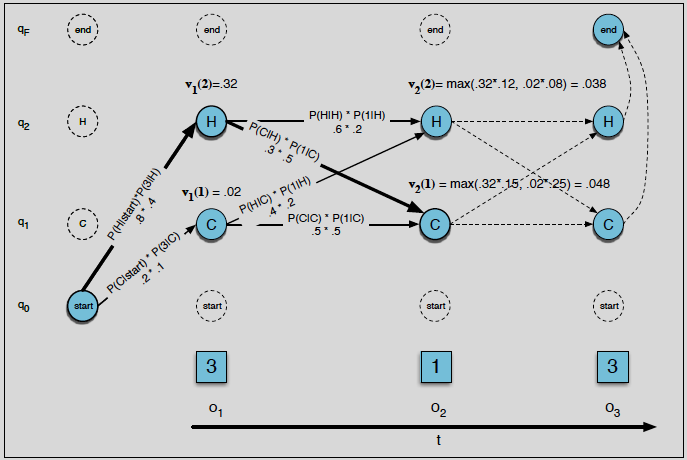 qF end end end end
v1(2)=.32 v2(2)= max(.32*.12, .02*.08) = .038
q2 H H H H
P(H|H) * P(1|H)
.6 * .2
P(C|H) * P(1|C)
.3 * .5
P(H|start)*P(3|H)
.8 * .4
v1(1) = .02 v2(1) = max(.32*.15, .02*.25) = .048
P(H|C) * P(1|H)
.4 * .2
q1 C C C C
P(C|C) * P(1|C)
.5 * .5
P(C|start) * P(3|C)
.2 * .1
q0 start start start start
3 1 3
o1 o2 o3
t